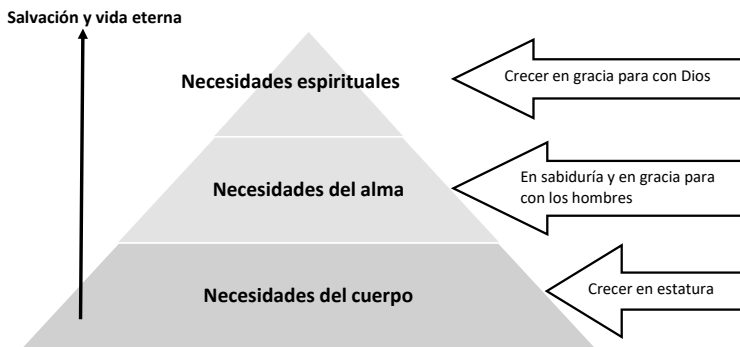 Salvación y vida eterna
Necesidades espirituales
Crecer en gracia para con Dios
Necesidades del alma
En sabiduría y en gracia para
con los hombres
Necesidades del cuerpo
Crecer en estatura